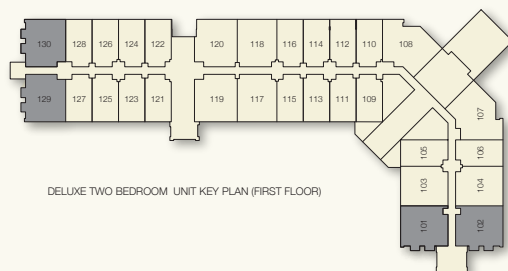 130 128 126 124 122 120 118 116 114 112 110 108
129 127 125 123 121 119 117 115 113 111 109
107
105 106
103 104
101 102
DELUXE TWO BEDROOM UNIT KEY PLAN (FIRST FLOOR)